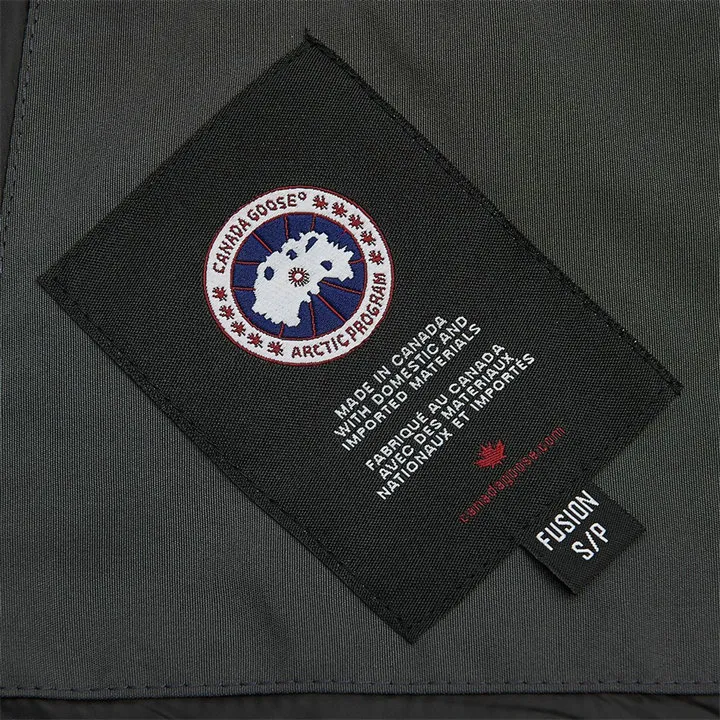 CANADA GOOSE®
ARCTIC PROGRAM
MADE IN CANADA
WITH DOMESTIC AND
IMPORTED MATERIALS
FABRIQUÉ AU CANADA
AVEC DES MATÉRIAUX
NATIONAUX ET IMPORTÉS
canadagoose.com
FUSION
S/P